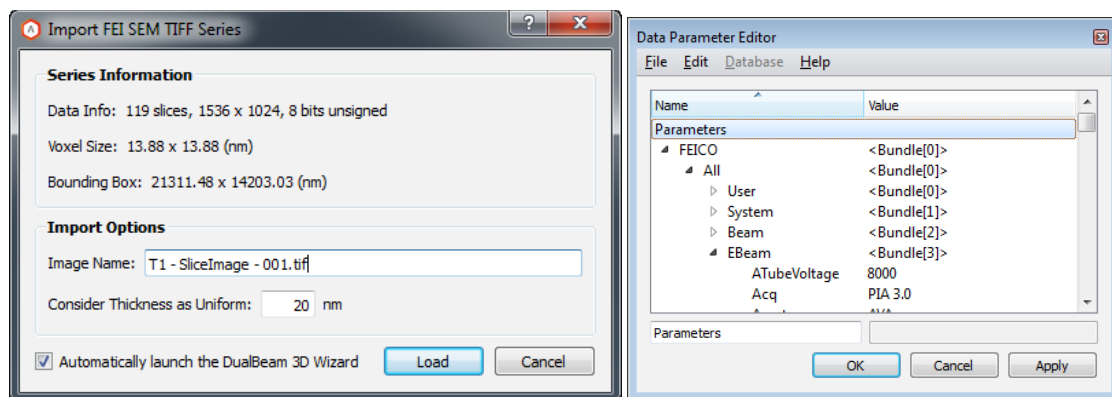 Import FEI SEM TIFF Series
Series Information
Data Info: 119 slices, 1536 x 1024, 8 bits unsigned
Voxel Size: 13.88 x 13.88 (nm)
Bounding Box: 21311.48 x 14203.03 (nm)
Import Options
Image Name: T1 - SliceImage - 001.tif
Consider Thickness as Uniform: 20 nm
Automatically launch the DualBeam 3D Wizard Load Cancel
Data Parameter Editor
File Edit Database Help
Name Value
Parameters
FEICO <Bundle[0]>
All <Bundle[0]>
User <Bundle[0]>
System <Bundle[1]>
Beam <Bundle[2]>
EBeam <Bundle[3]>
ATubeVoltage 8000
Acq PIA 3.0
Parameters
OK Cancel Apply